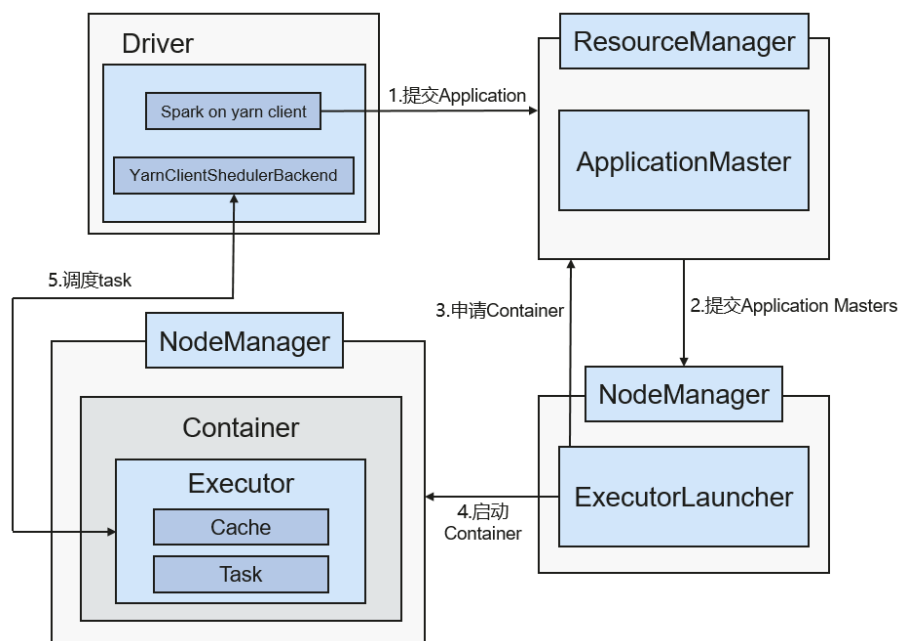 Driver
Spark on yarn client
YarnClientShedulerBackend
1.提交Application
ResourceManager
ApplicationMaster
5.调度task
3.申请Container
2.提交Application Masters
NodeManager
Container
Executor
Cache
Task
4.启动
Container
NodeManager
ExecutorLauncher